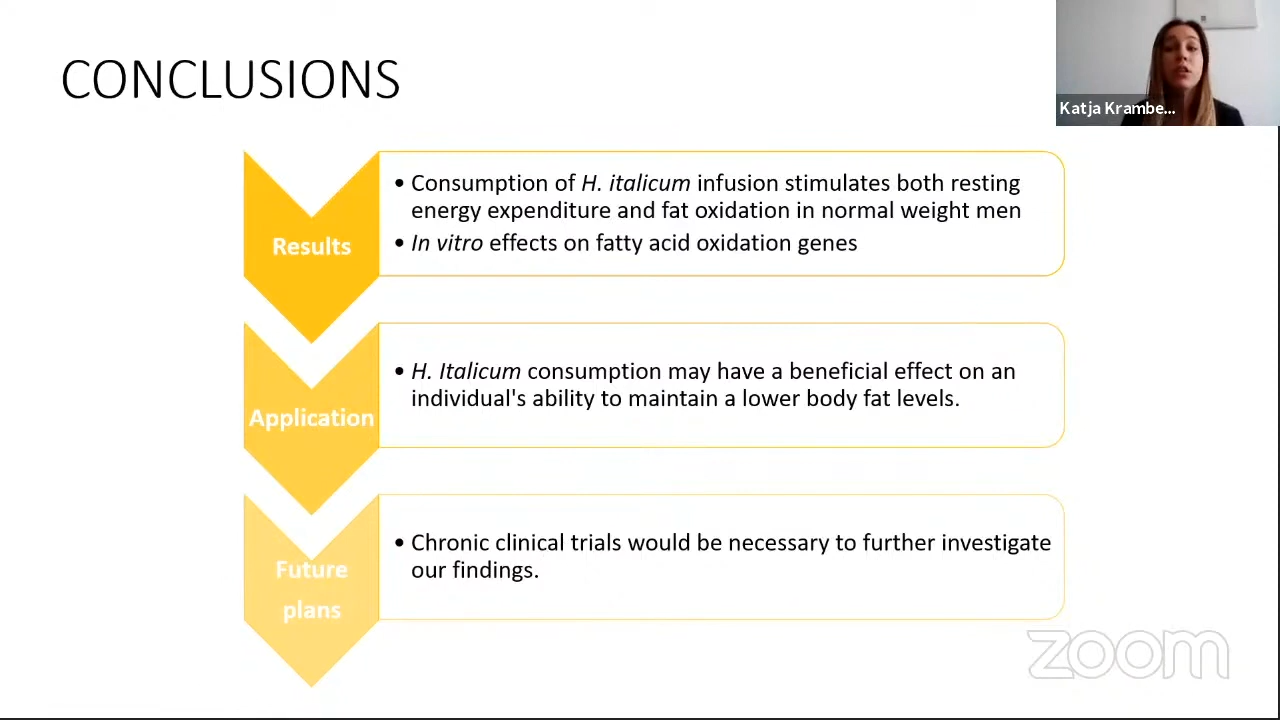 CONCLUSIONS
Katja Krambe...
Results
• Consumption of H. italicum infusion stimulates both resting
energy expenditure and fat oxidation in normal weight men
• In vitro effects on fatty acid oxidation genes
Application
• H. Italicum consumption may have a beneficial effect on an
individual's ability to maintain a lower body fat levels.
Future
plans
• Chronic clinical trials would be necessary to further investigate
our findings.
zoom